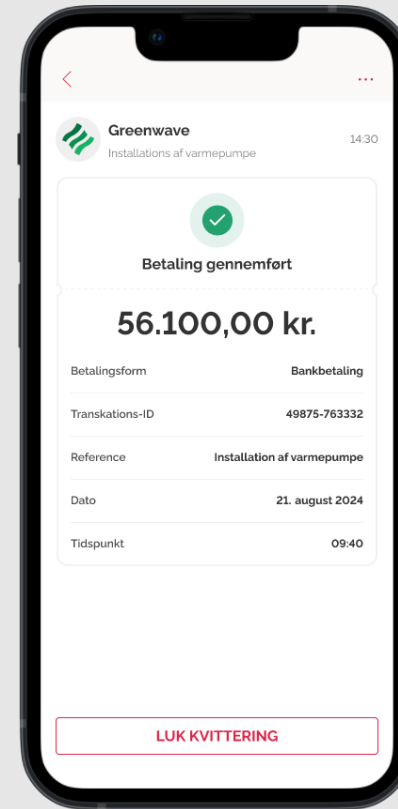 Greenwave
14:30
Installations af varmepumpe
Betaling gennemført
56.100,00 kr.
Betalingsform Bankbetaling
Transkations-ID 49875-763332
Reference Installation af varmepumpe
Dato 21. august 2024
Tidspunkt 09:40
LUK KVITTERING